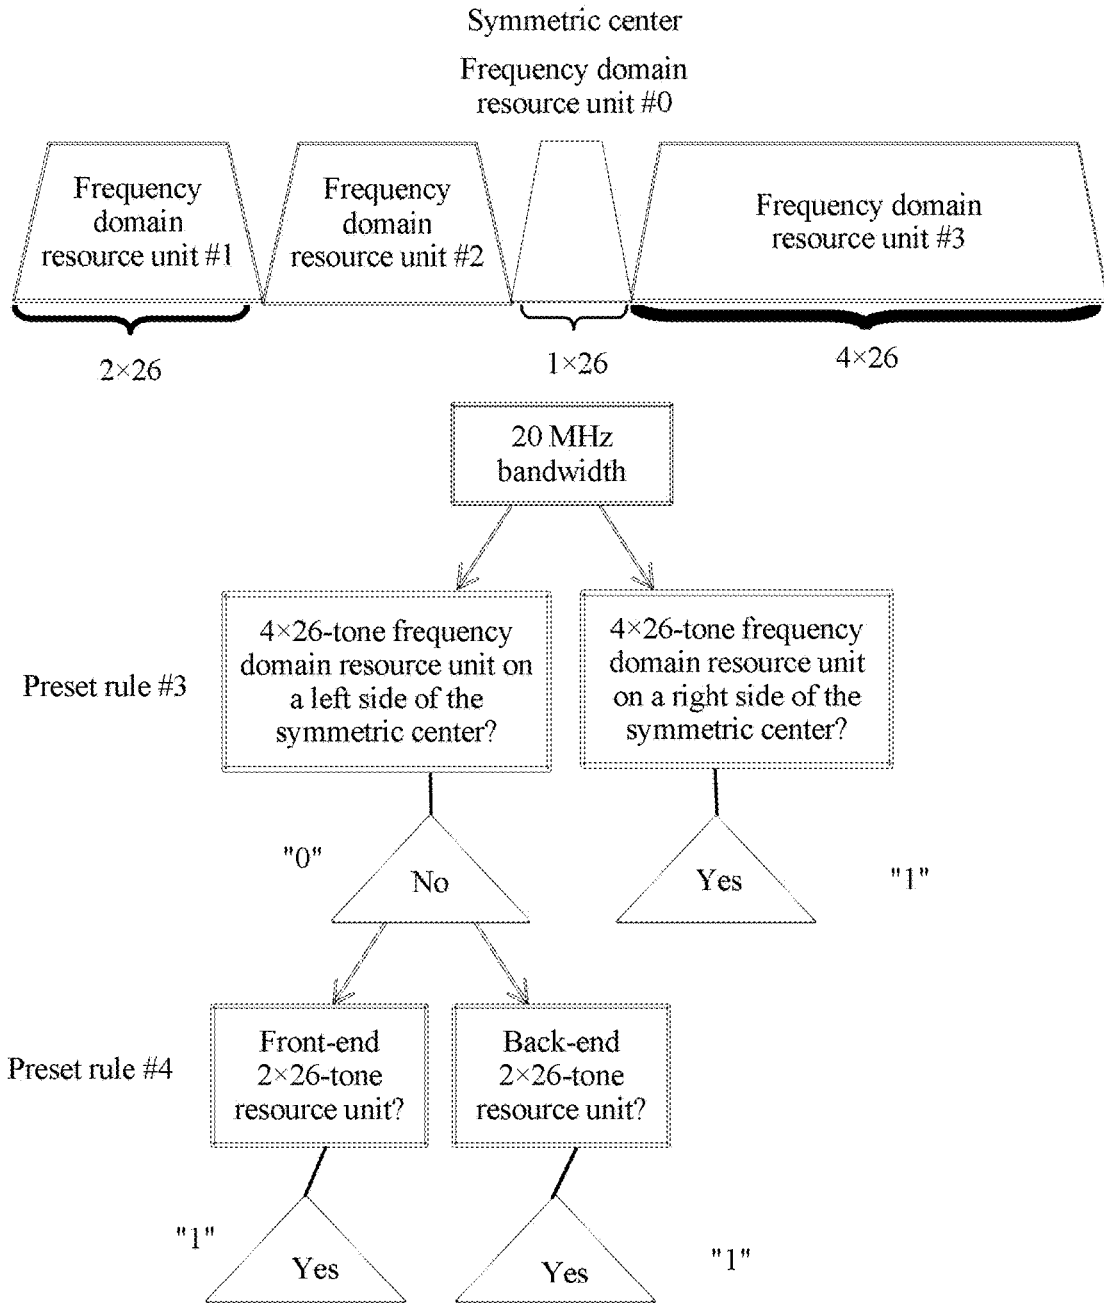 Symmetric center
Frequency domain
resource unit #0
Frequency
domain
resource unit #1
Frequency
domain
resource unit #2
Frequency domain
resource unit #3
2×26
1×26
4×26
20 MHz
bandwidth
Preset rule #3
4×26-tone frequency
domain resource unit on
a left side of the
symmetric center?
4×26-tone frequency
domain resource unit
on a right side of the
symmetric center?
"0"
No
Yes
"1"
Preset rule #4
Front-end
2×26-tone
resource unit?
Back-end
2×26-tone
resource unit?
"1"
Yes
Yes
"1"